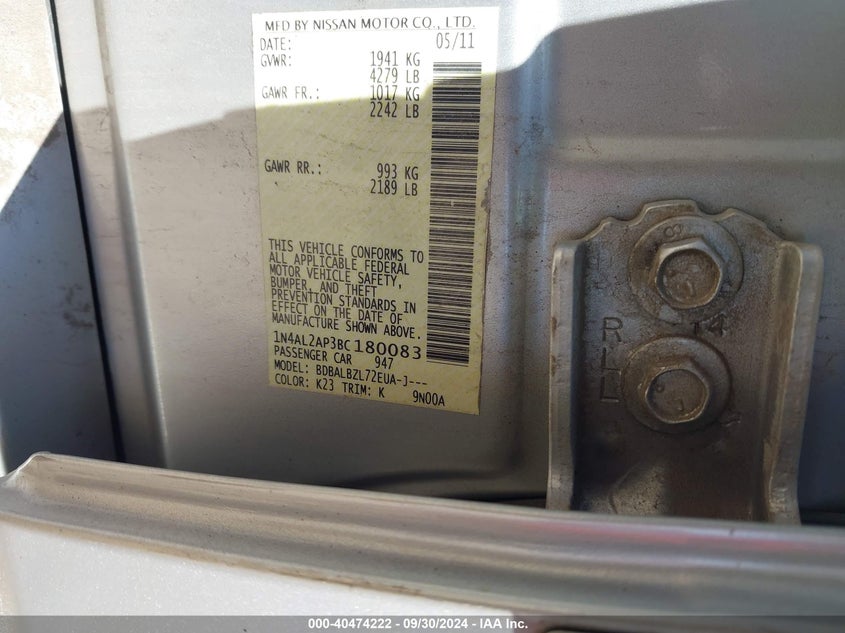 MFD BY NISSAN MOTOR CO., LTD.
DATE: 05/11
GVWR: 1941 KG
4279 LB
GAWR FR.: 1017 KG
2242 LB
GAWR RR.: 993 KG
2189 LB
THIS VEHICLE CONFORMS TO
ALL APPLICABLE FEDERAL
MOTOR VEHICLE SAFETY,
BUMPER, AND THEFT
PREVENTION STANDARDS IN
EFFECT ON THE DATE OF
MANUFACTURE SHOWN ABOVE.
1N4AL2AP3BC180083
PASSENGER CAR 947
MODEL: BDBALBZL72EUA-J---
COLOR: K23 TRIM: K 9N00A
RLL
14
000-40474222 - 09/30/2024 - IAA Inc.